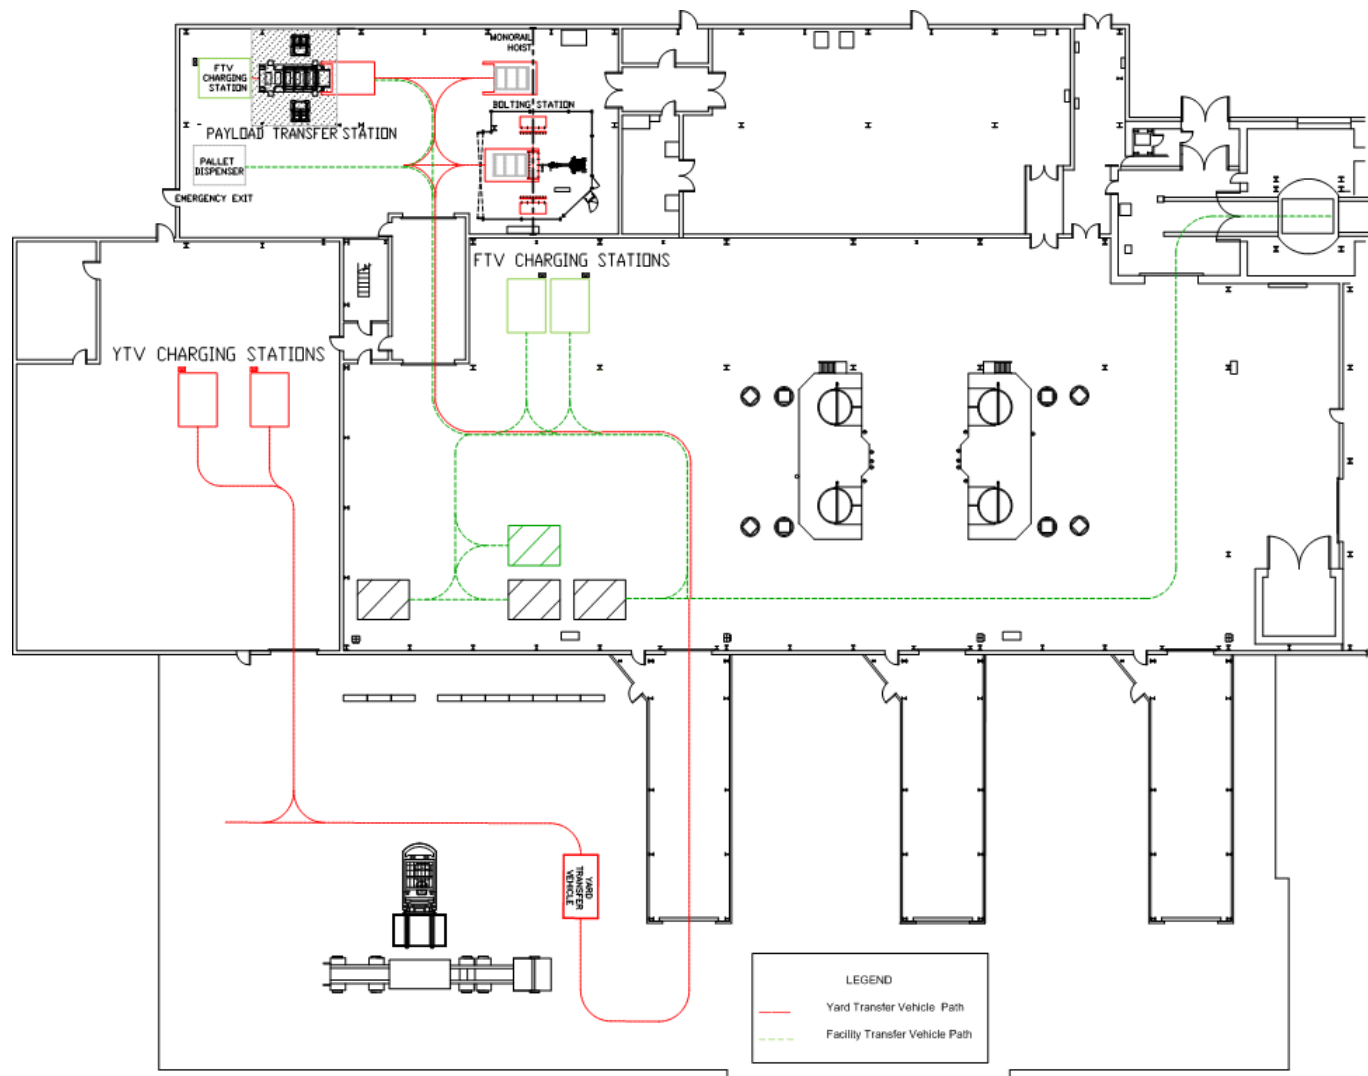 MONORAIL
HOIST
FTV
CHARGING
STATION
BOLTING STATION
PAYLOAD TRANSFER STATION
PALLET
DISPENSER
EMERGENCY EXIT
FTV CHARGING STATIONS
YTV CHARGING STATIONS
YARD
TRANSFER
VEHICLE
LEGEND
Yard Transfer Vehicle Path
Facility Transfer Vehicle Path